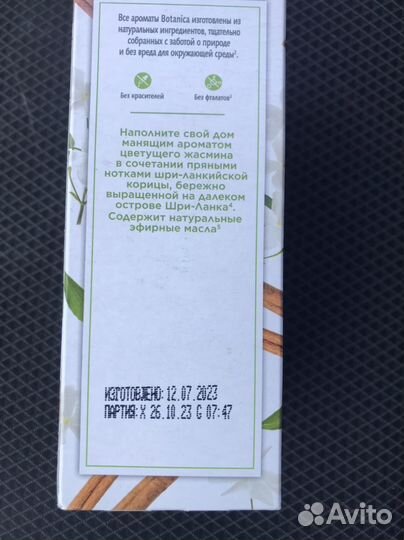 Все ароматы Botanica изготовлены из
натуральных ингредиентов, тщательно
собранных с заботой о природе
и без вреда для окружающей среды².
Без красителей
Без фталатов²
Наполните свой дом
манящим ароматом
цветущего жасмина
в сочетании с пряными
нотками шри-ланкийской
корицы, бережно
выращенной на далеком
острове Шри-Ланка⁴.
Содержит натуральные
эфирные масла⁵
ИЗГОТОВЛЕНО: 12.07.2023
ПАРТИЯ: X 26.10.23 G 07:47
Avito